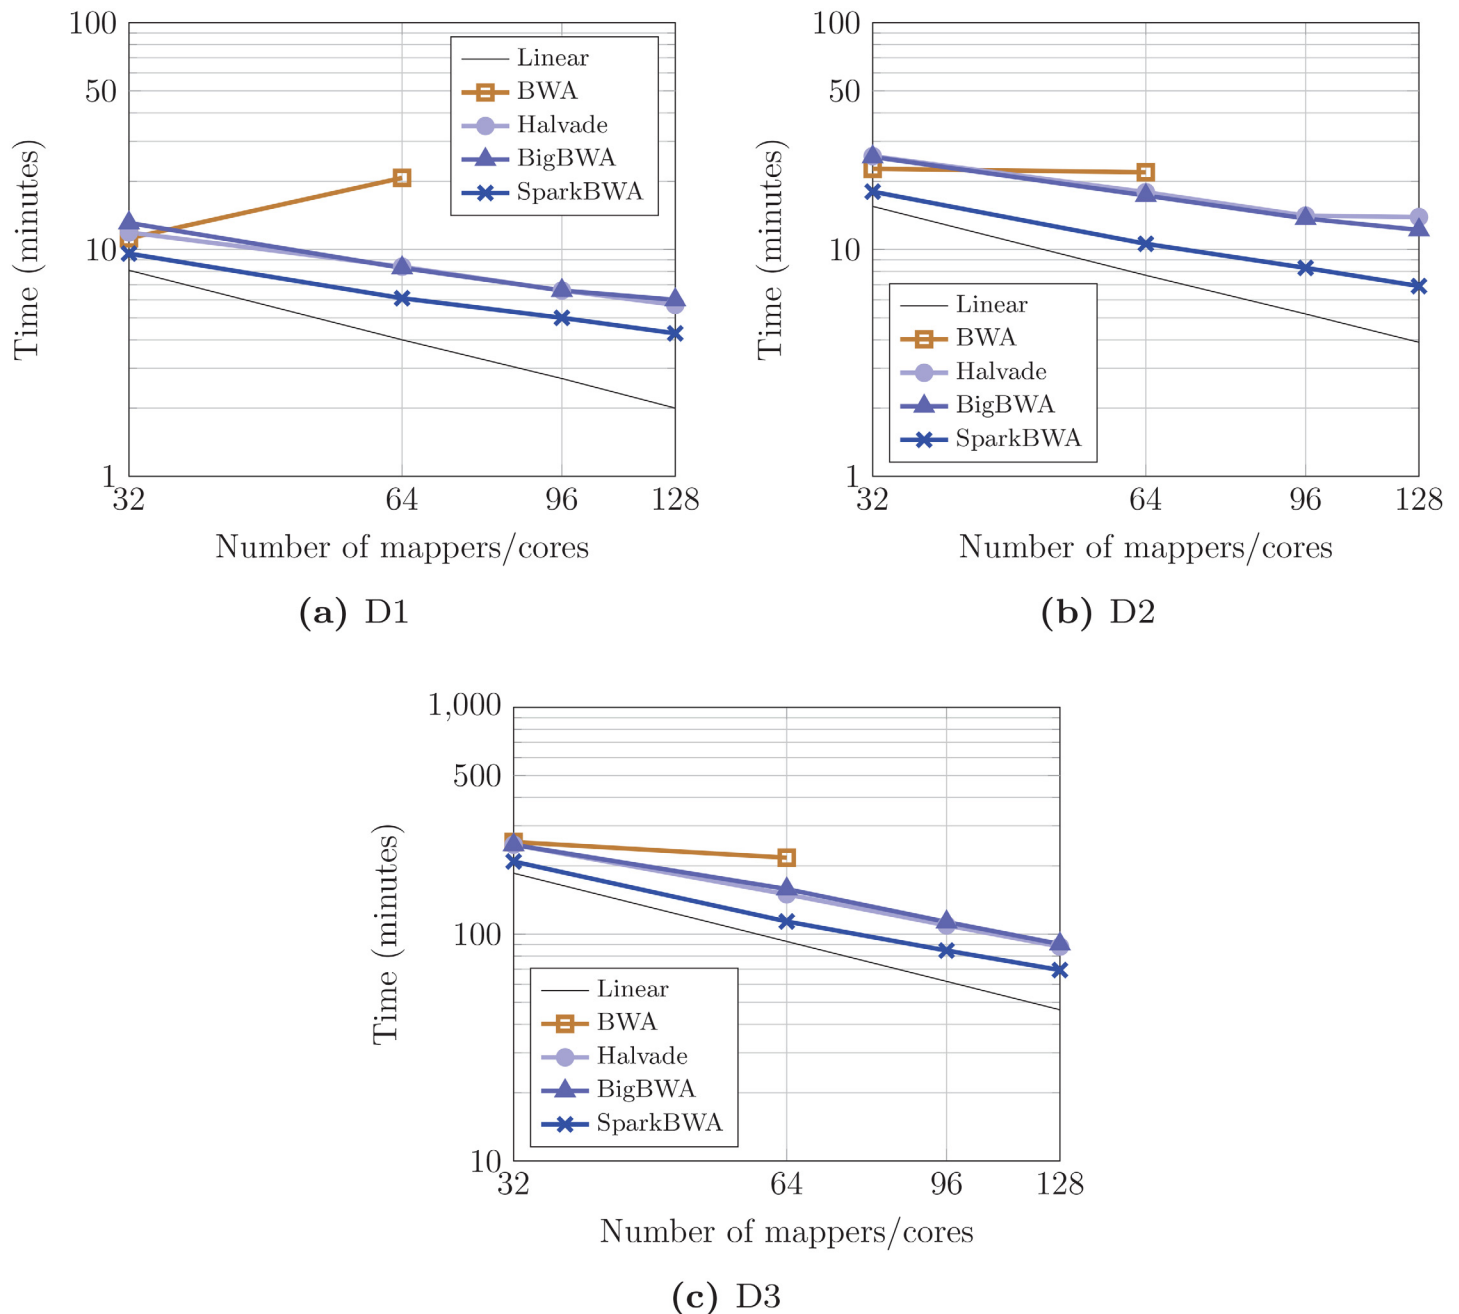 100
50
10
1
Time (minutes)
Linear
BWA
Halvade
BigBWA
SparkBWA
32 64 96 128
Number of mappers/cores
(a) D1
100
50
10
1
Time (minutes)
Linear
BWA
Halvade
BigBWA
SparkBWA
32 64 96 128
Number of mappers/cores
(b) D2
1,000
500
100
10
Time (minutes)
Linear
BWA
Halvade
BigBWA
SparkBWA
32 64 96 128
Number of mappers/cores
(c) D3